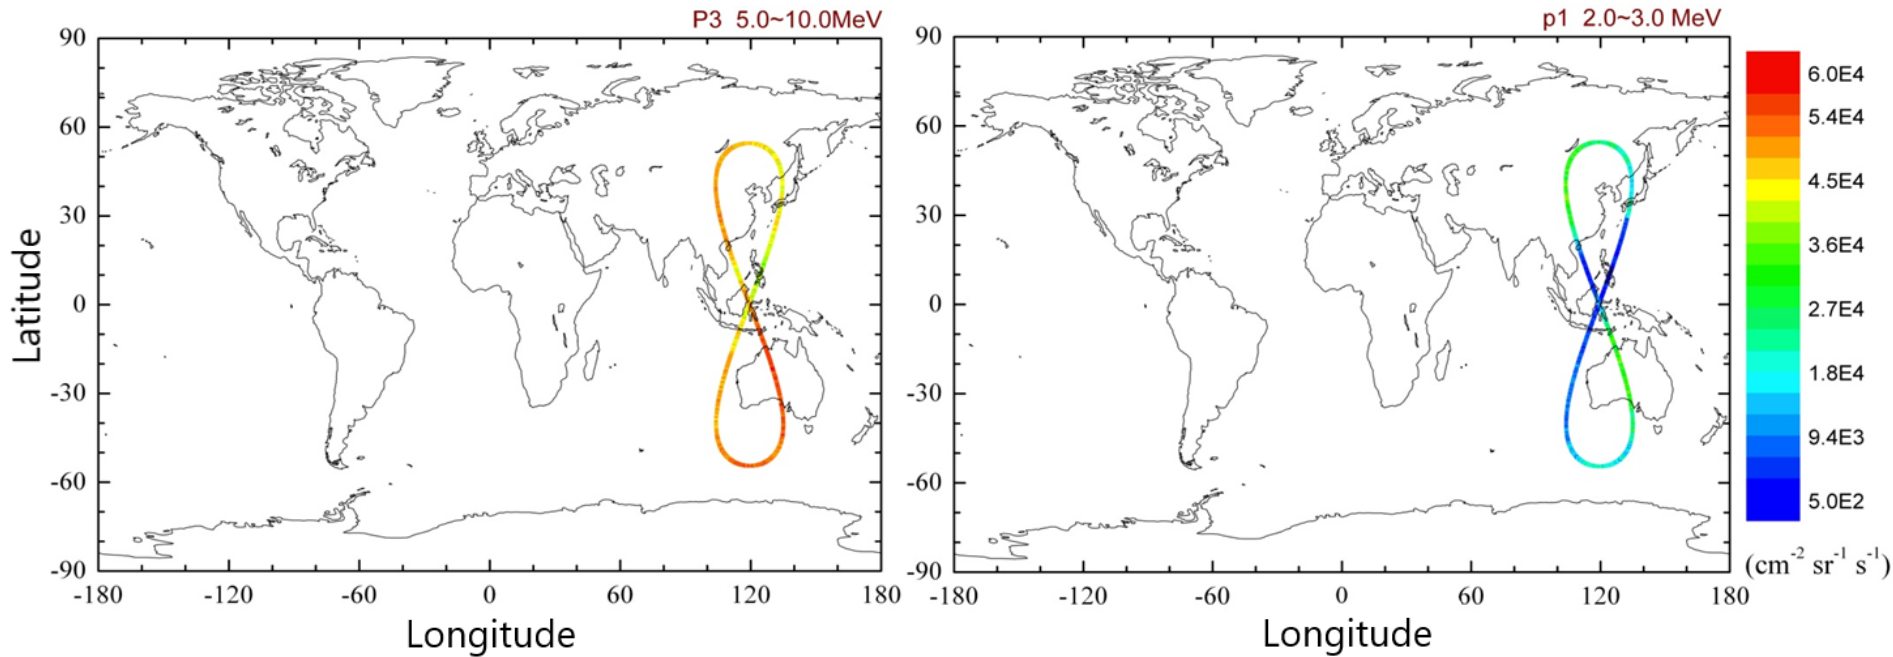 P3 5.0~10.0MeV
90
60
30
0
-30
-60
-90
-180 -120 -60 0 60 120 180
Latitude
Longitude
p1 2.0~3.0 MeV
90
60
30
0
-30
-60
-90
-180 -120 -60 0 60 120 180
Longitude
6.0E4
5.4E4
4.5E4
3.6E4
2.7E4
1.8E4
9.4E3
5.0E2
(cm⁻² sr⁻¹ s⁻¹)